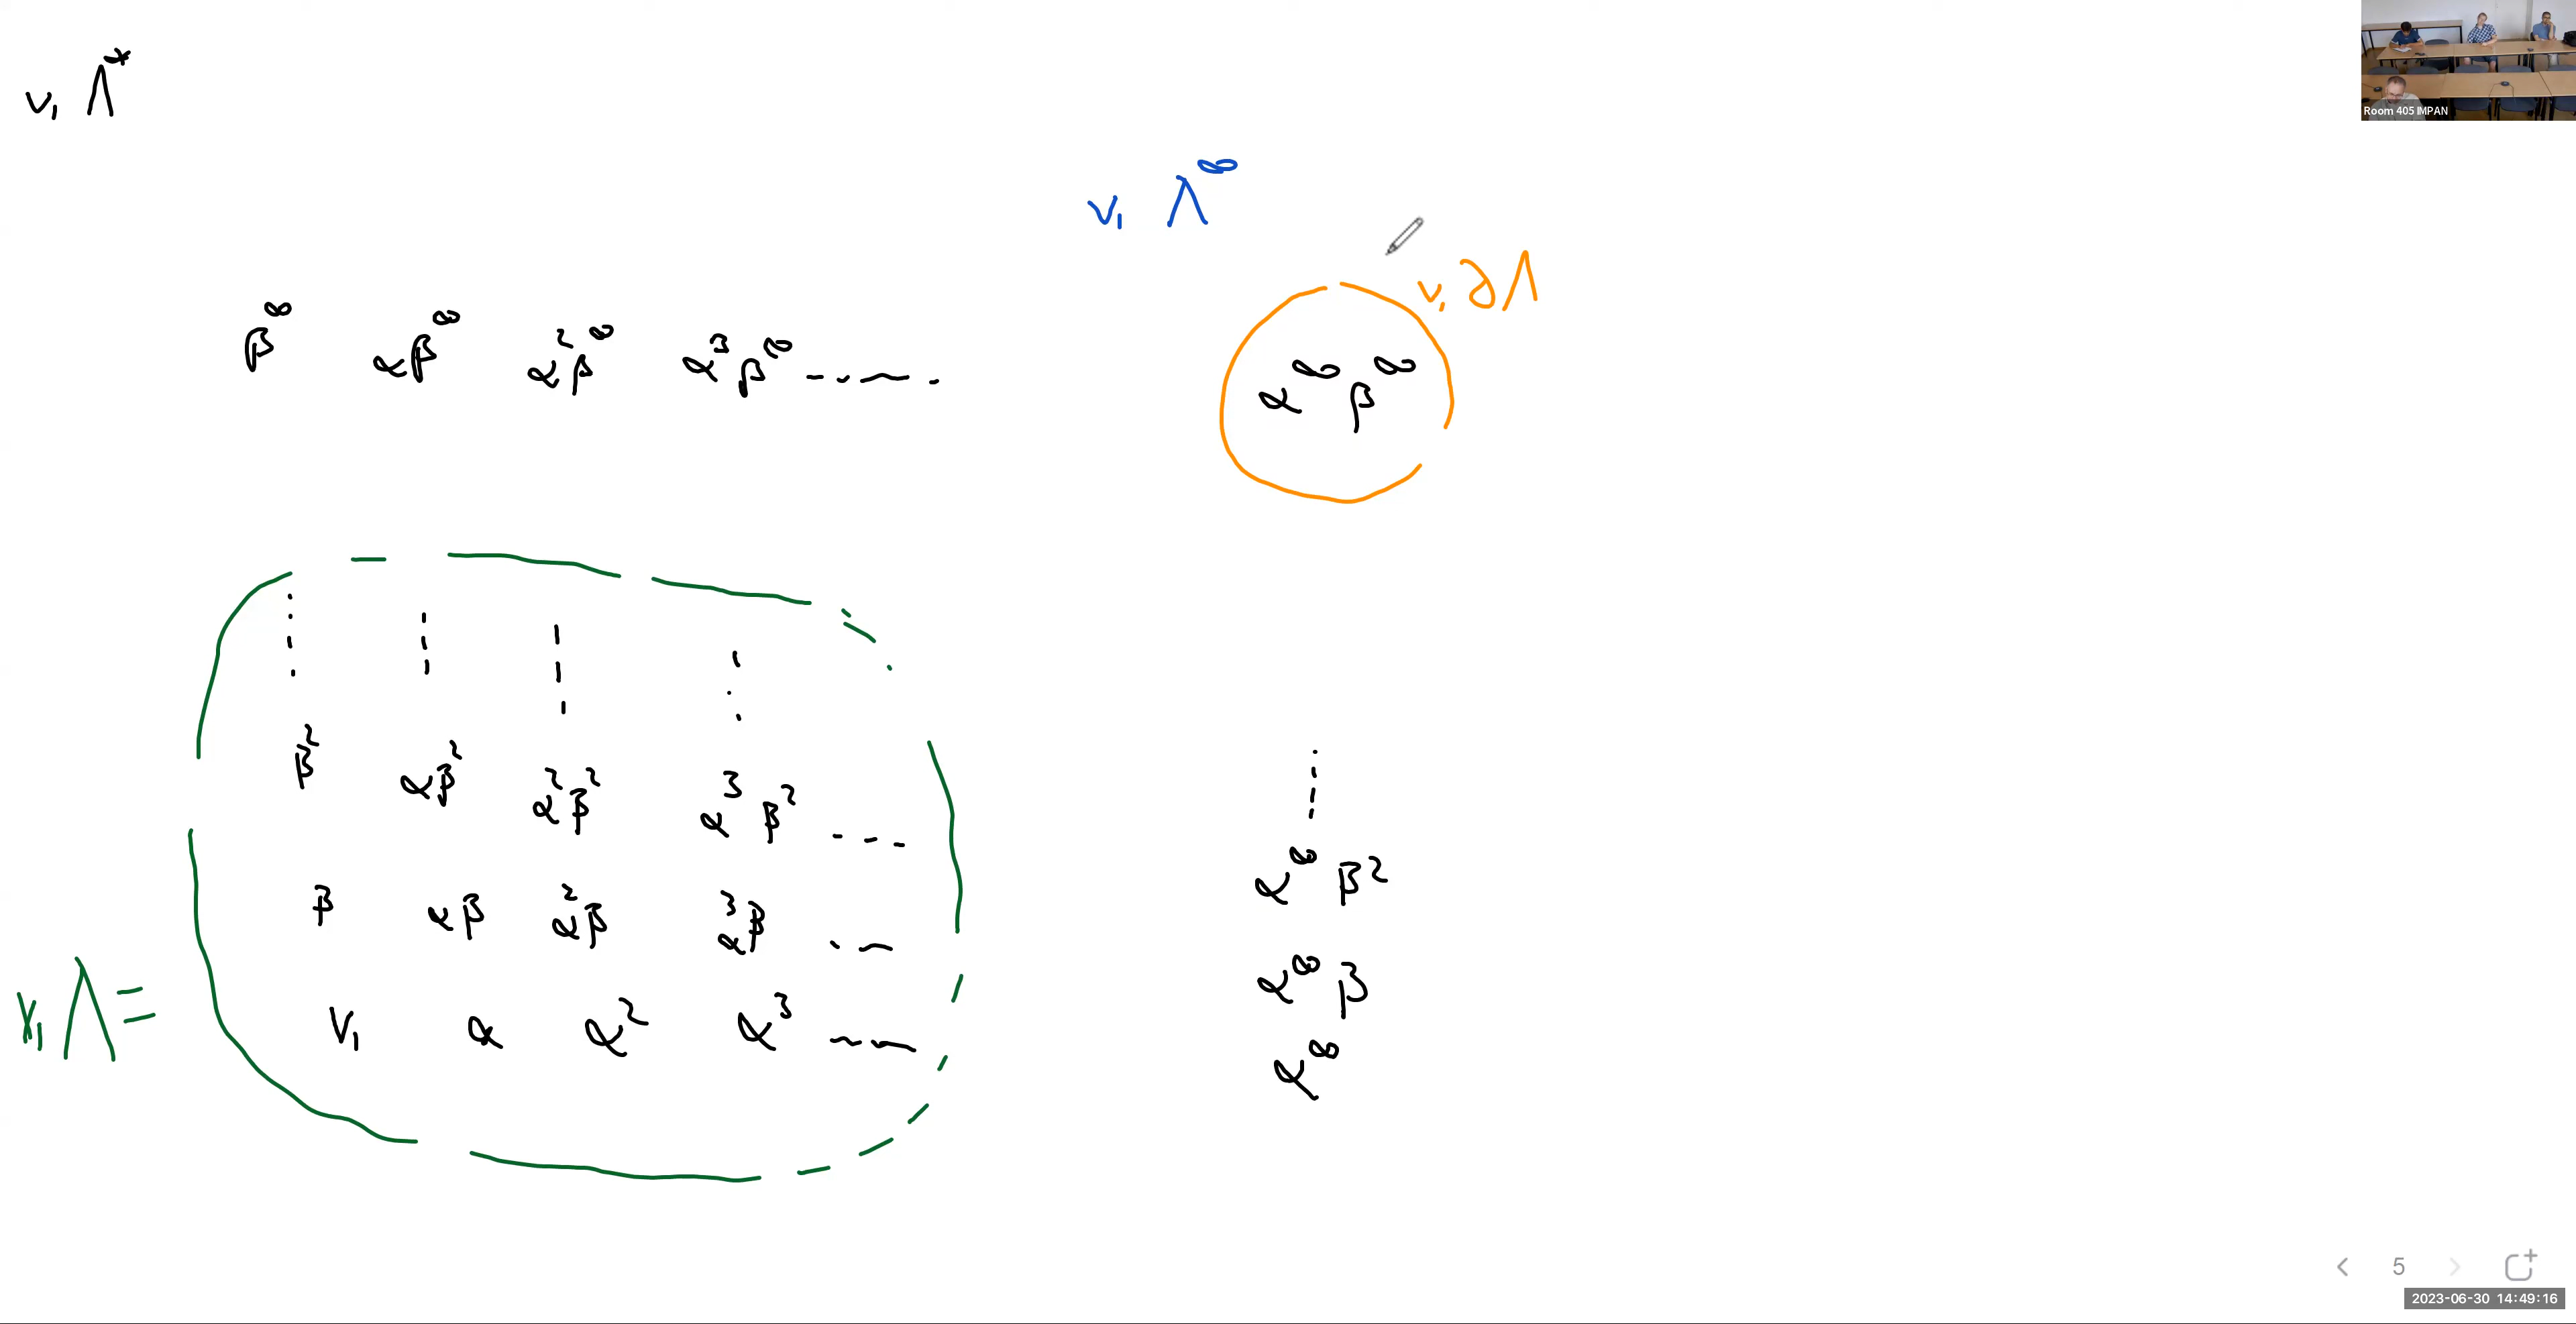 v₁ Λ*
Room 405 IMPAN
v₁ Λ^∞
v₁ ∂Λ
β^∞ αβ^∞ α²β^∞ α³β^∞ ......
α^∞ β^∞
β² αβ² α²β² α³β² ...
α^∞ β²
β αβ α²β α³β ...
α^∞ β
v₁ Λ =
v₁ α α² α³ ...
α^∞
5
2023-06-30 14:49:16